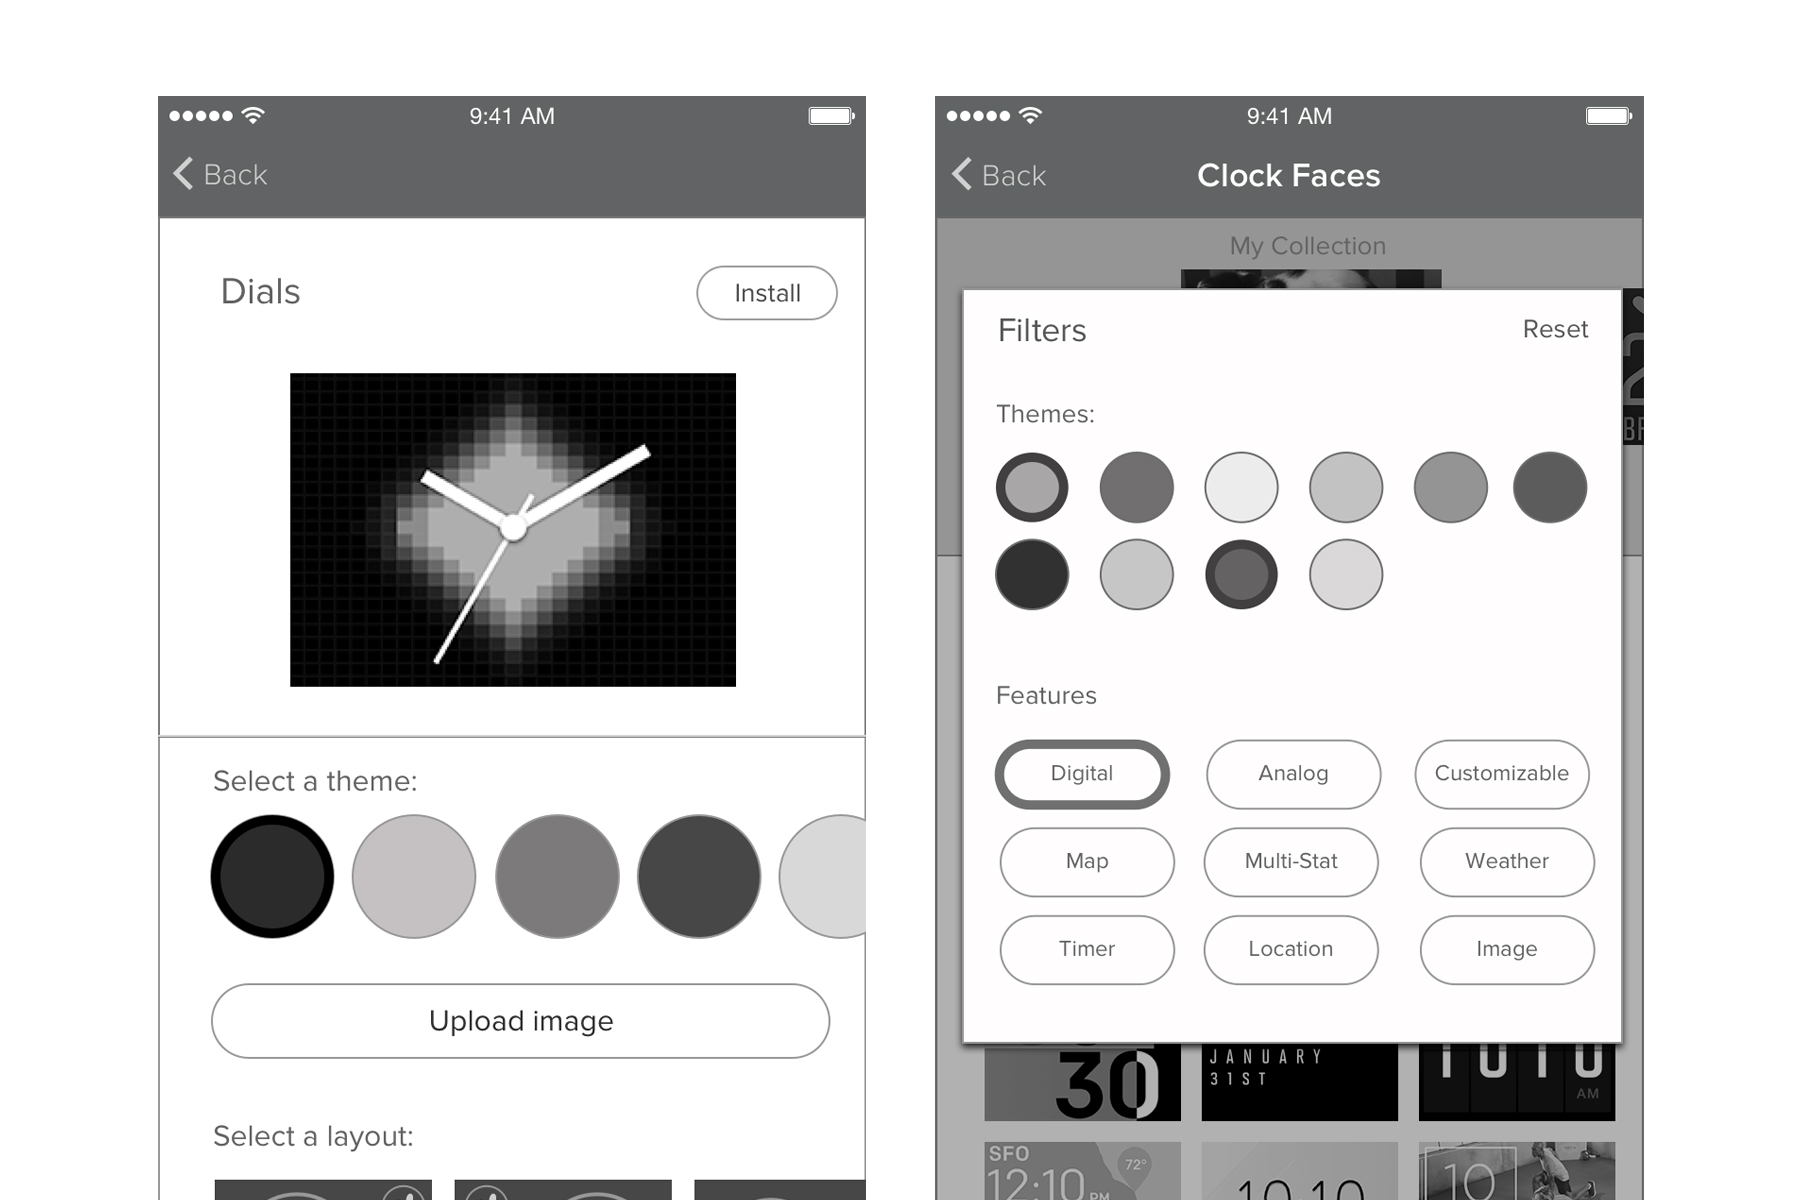 9:41 AM
Back
Dials
Install
Select a theme:
Upload image
Select a layout:
9:41 AM
Back
Clock Faces
My Collection
Filters
Reset
Themes:
Features
Digital
Analog
Customizable
Map
Multi-Stat
Weather
Timer
Location
Image
30
JANUARY
31ST
AM
SFO
72°
12:10 PM
10